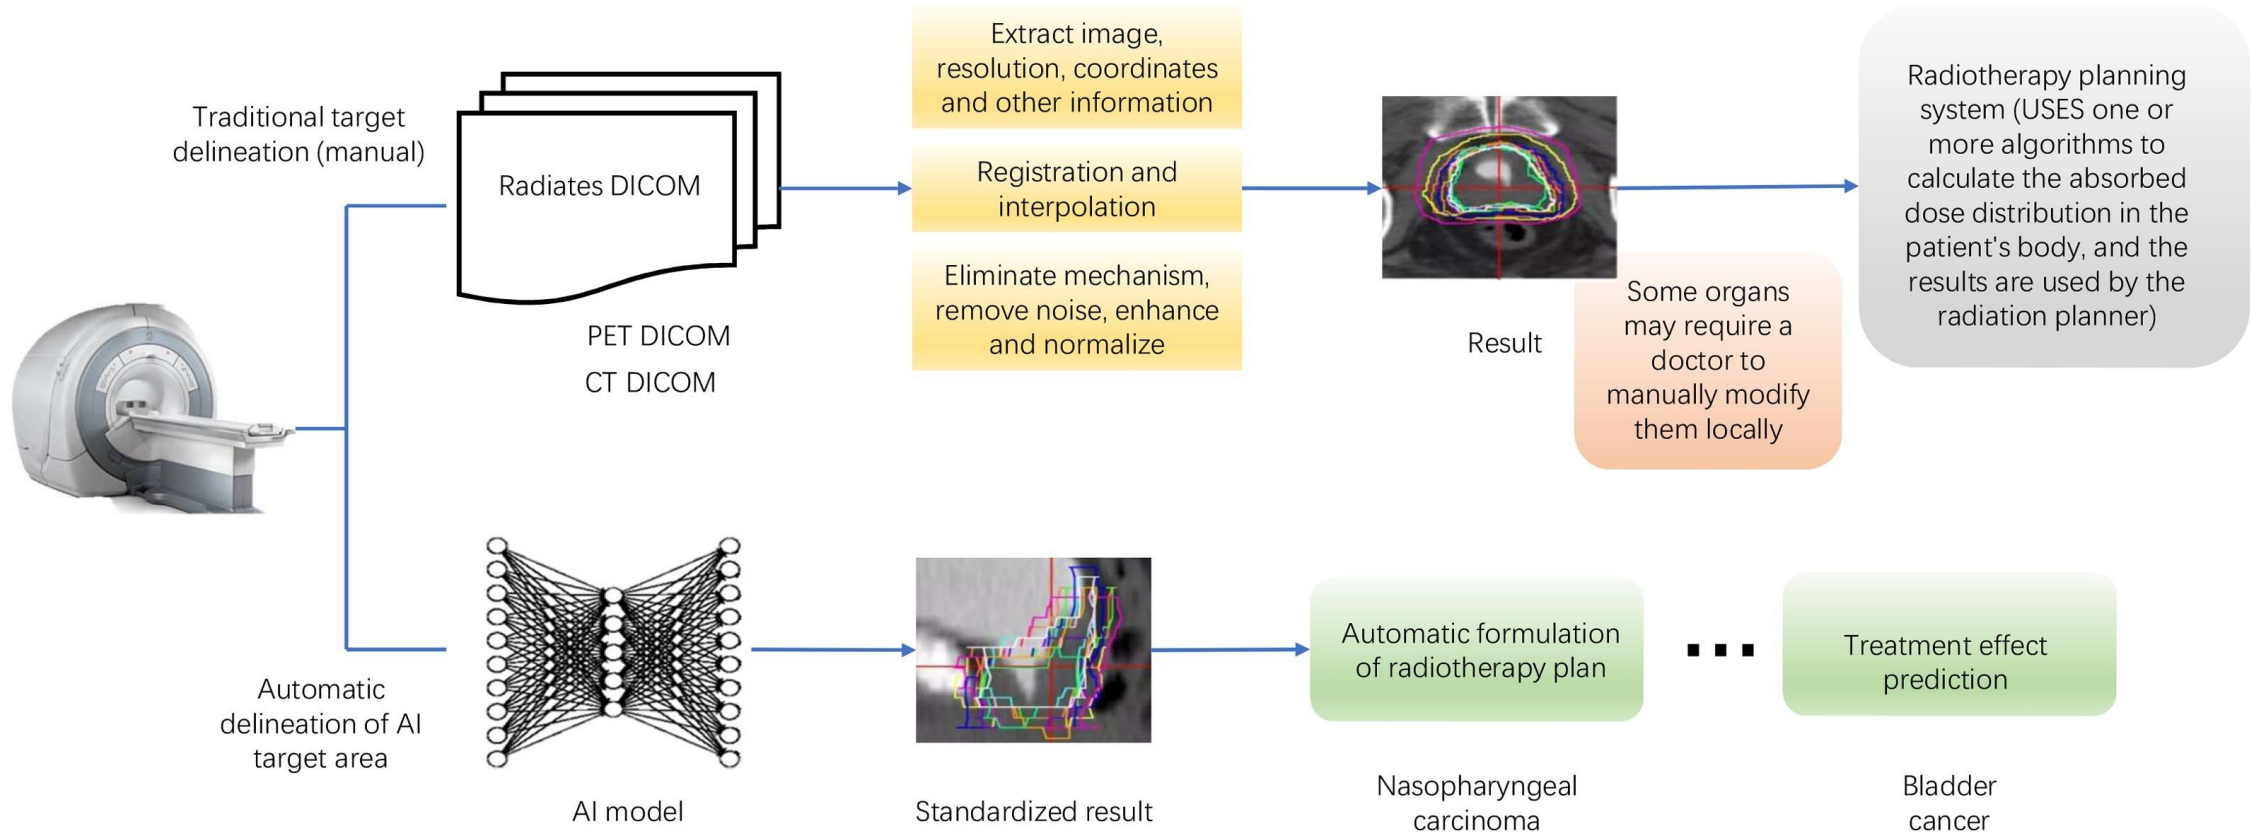 Traditional target
delineation (manual)
Radiates DICOM
PET DICOM
CT DICOM
Extract image,
resolution, coordinates
and other information
Registration and
interpolation
Eliminate mechanism,
remove noise, enhance
and normalize
Result
Some organs
may require a
doctor to
manually modify
them locally
Radiotherapy planning
system (USES one or
more algorithms to
calculate the absorbed
dose distribution in the
patient's body, and the
results are used by the
radiation planner)
Automatic
delineation of AI
target area
AI model
Standardized result
Automatic formulation
of radiotherapy plan
Nasopharyngeal
carcinoma
...
Treatment effect
prediction
Bladder
cancer